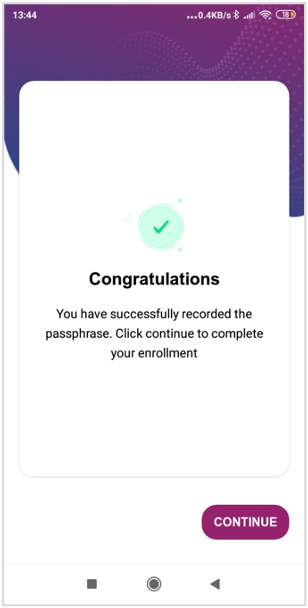 13:44 ...0.4KB/s 18
Congratulations
You have successfully recorded the
passphrase. Click continue to complete
your enrollment
CONTINUE